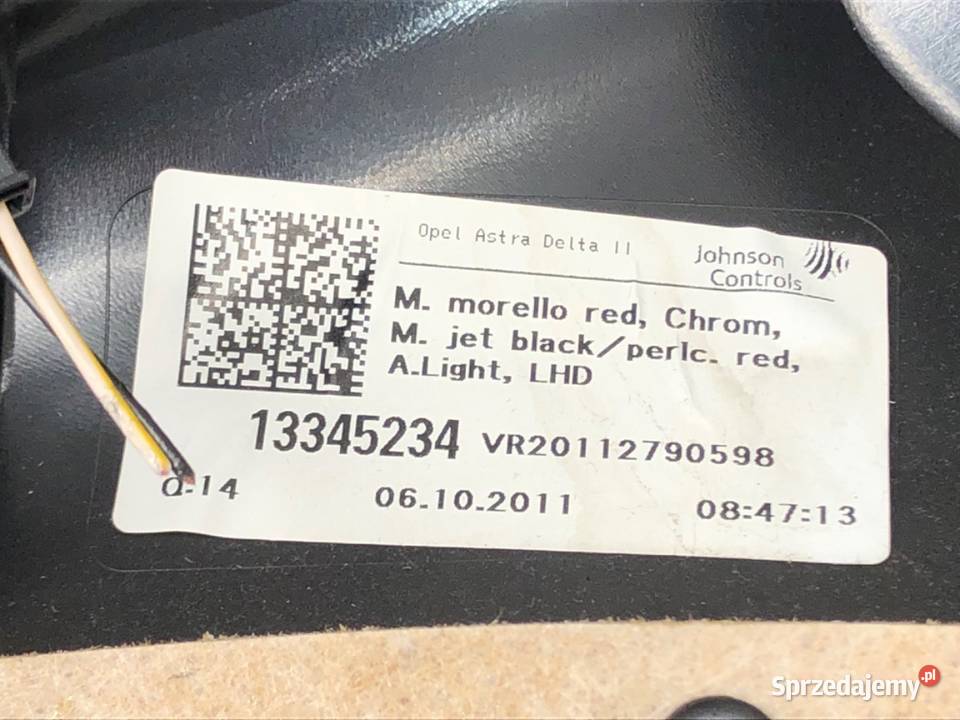 Opel Astra Delta II
Johnson
Controls
M. morello red, Chrom,
M. jet black/perlc. red,
A.Light, LHD
13345234 VR20112790598
Q-14 06.10.2011 08:47:13
Sprzedajemy.pl